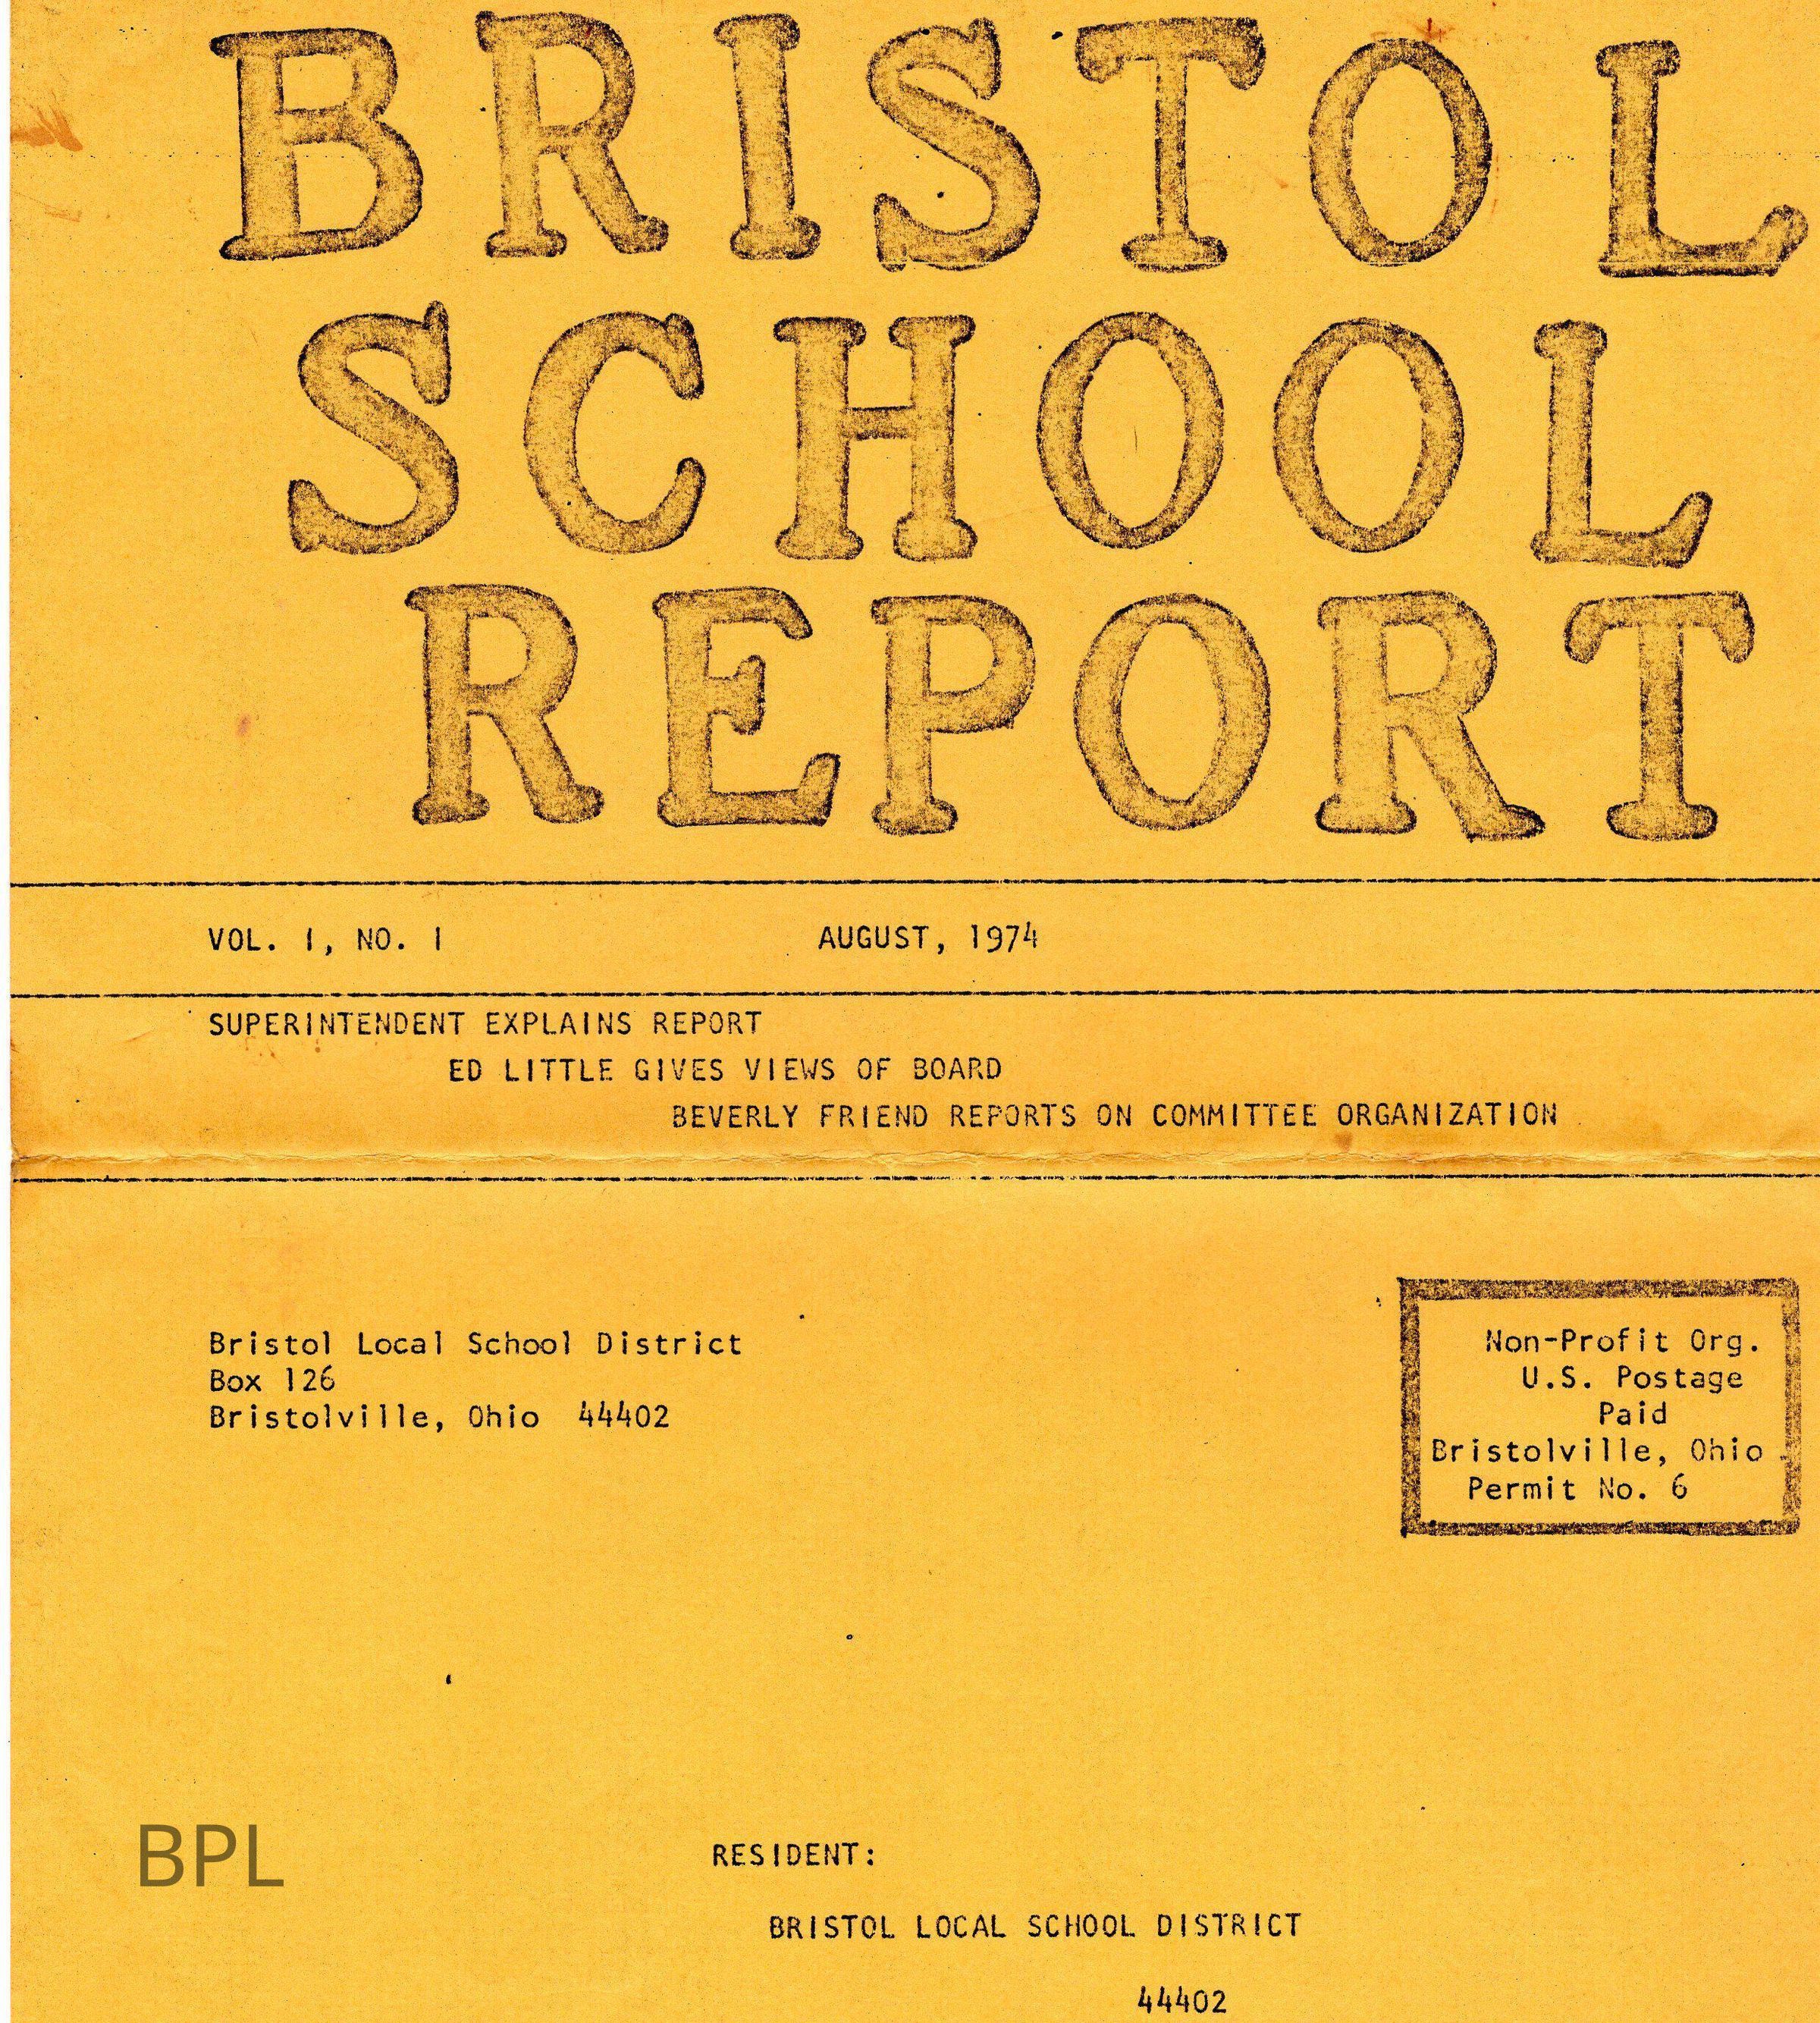 BRISTOL
SCHOOL
REPORT
VOL. 1, NO. 1 AUGUST, 1974
SUPERINTENDENT EXPLAINS REPORT
ED LITTLE GIVES VIEWS OF BOARD
BEVERLY FRIEND REPORTS ON COMMITTEE ORGANIZATION
Bristol Local School District
Box 126
Bristolville, Ohio 44402
Non-Profit Org.
U.S. Postage
Paid
Bristolville, Ohio
Permit No. 6
BPL
RESIDENT:
BRISTOL LOCAL SCHOOL DISTRICT
44402